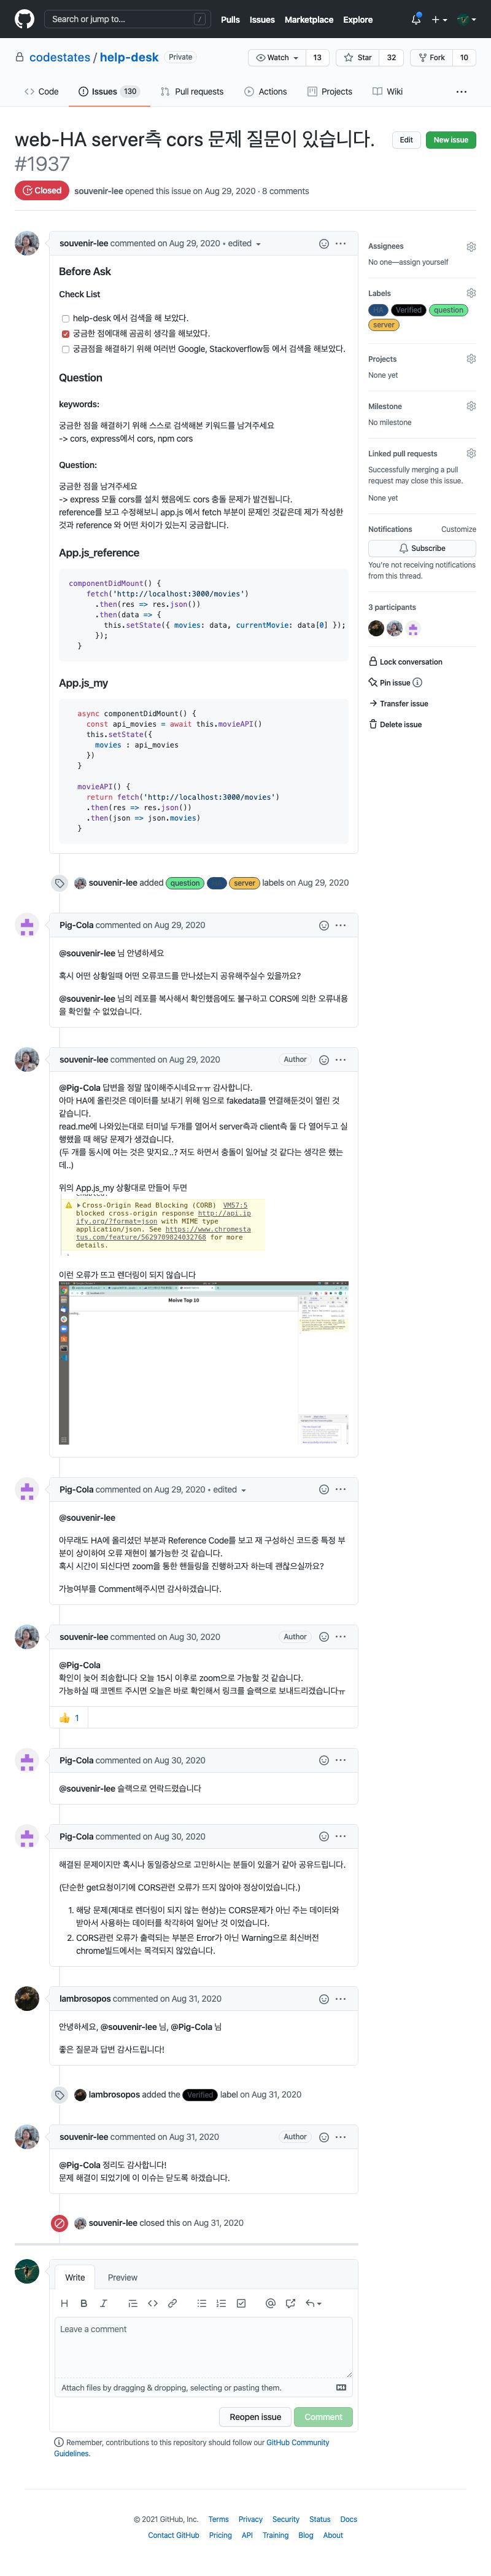 Search or jump to...
/
Pulls Issues Marketplace Explore
codestates / help-desk Private
Watch 13 Star 32 Fork 10
Code Issues 130 Pull requests Actions Projects Wiki
web-HA server측 cors 문제 질문이 있습니다.
#1937
Edit New issue
Closed souvenir-lee opened this issue on Aug 29, 2020 · 8 comments
souvenir-lee commented on Aug 29, 2020 • edited
Before Ask
Check List
help-desk 에서 검색을 해 보았다.
궁금한 점에대해 곰곰히 생각을 해보았다.
궁금점을 해결하기 위해 여러번 Google, Stackoverflow등 에서 검색을 해보았다.
Question
keywords:
궁금한 점을 해결하기 위해 스스로 검색해본 키워드를 남겨주세요
-> cors, express에서 cors, npm cors
Question:
궁금한 점을 남겨주세요
-> express 모듈 cors를 설치 했음에도 cors 충돌 문제가 발견됩니다.
reference를 보고 수정해보니 app.js 에서 fetch 부분이 문제인 것같은데 제가 작성한
것과 reference 와 어떤 차이가 있는지 궁금합니다.
App.js_reference
componentDidMount() {
fetch('http://localhost:3000/movies')
.then(res => res.json())
.then(data => {
this.setState({ movies: data, currentMovie: data[0] });
});
}
App.js_my
async componentDidMount() {
const api_movies = await this.movieAPI()
this.setState({
movies : api_movies
})
}
movieAPI() {
return fetch('http://localhost:3000/movies')
.then(res => res.json())
.then(json => json.movies)
}
Assignees
No one—assign yourself
Labels
Verified question
server
Projects
None yet
Milestone
No milestone
Linked pull requests
Successfully merging a pull
request may close this issue.
None yet
Notifications Customize
Subscribe
You're not receiving notifications
from this thread.
3 participants
Lock conversation
Pin issue
Transfer issue
Delete issue
souvenir-lee added question server labels on Aug 29, 2020
Pig-Cola commented on Aug 29, 2020
@souvenir-lee 님 안녕하세요
혹시 어떤 상황일때 어떤 오류코드를 만나셨는지 공유해주실수 있을까요?
@souvenir-lee 님의 레포를 복사해서 확인했음에도 불구하고 CORS에 의한 오류내용
을 확인할 수 없었습니다.
souvenir-lee commented on Aug 29, 2020 Author
@Pig-Cola 답변을 정말 많이해주시네요ㅠㅠ 감사합니다.
아마 HA에 올린것은 데이터를 보내기 위해 임으로 fakedata를 연결해둔것이 열린 것
같습니다.
read.me에 나와있는대로 터미널 두개를 열어서 server측과 client측 둘 다 열어두고 실
행했을 때 해당 문제가 생겼습니다.
(두 개를 동시에 여는 것은 맞지요..? 저도 하면서 충돌이 일어날 것 같다는 생각은 했는
데..)
위의 App.js_my 상황대로 만들어 두면
Cross-Origin Read Blocking (CORB) VM57:5
blocked cross-origin response http://api.ip
ify.org/?format=json with MIME type
application/json. See https://www.chromesta
tus.com/feature/5629709824032768 for more
details.
이런 오류가 뜨고 렌더링이 되지 않습니다
Moive Top 10
Pig-Cola commented on Aug 29, 2020 • edited
@souvenir-lee
아무래도 HA에 올리셨던 부분과 Reference Code를 보고 재 구성하신 코드중 특정 부
분이 상이하여 오류 재현이 불가능한 것 같습니다.
혹시 시간이 되신다면 zoom을 통한 핸들링을 진행하고자 하는데 괜찮으실까요?
가능여부를 Comment해주시면 감사하겠습니다.
souvenir-lee commented on Aug 30, 2020 Author
@Pig-Cola
확인이 늦어 죄송합니다 오늘 15시 이후로 zoom으로 가능할 것 같습니다.
가능하실 때 코멘트 주시면 오늘은 바로 확인해서 링크를 슬랙으로 보내드리겠습니다ㅠ
👍 1
Pig-Cola commented on Aug 30, 2020
@souvenir-lee 슬랙으로 연락드렸습니다
Pig-Cola commented on Aug 30, 2020
해결된 문제이지만 혹시나 동일증상으로 고민하시는 분들이 있을거 같아 공유드립니다.
(단순한 get요청이기에 CORS관련 오류가 뜨지 않아야 정상이었습니다.)
1. 해당 문제(제대로 렌더링이 되지 않는 현상)는 CORS문제가 아닌 주는 데이터와
받아서 사용하는 데이터를 착각하여 일어난 것 이었습니다.
2. CORS관련 오류가 출력되는 부분은 Error가 아닌 Warning으로 최신버전
chrome빌드에서는 목격되지 않았습니다.
lambrosopos commented on Aug 31, 2020
안녕하세요, @souvenir-lee 님, @Pig-Cola 님
좋은 질문과 답변 감사드립니다!
lambrosopos added the Verified label on Aug 31, 2020
souvenir-lee commented on Aug 31, 2020 Author
@Pig-Cola 정리도 감사합니다!
문제 해결이 되었기에 이 이슈는 닫도록 하겠습니다.
souvenir-lee closed this on Aug 31, 2020
Write Preview
Leave a comment
Attach files by dragging & dropping, selecting or pasting them.
Reopen issue Comment
Remember, contributions to this repository should follow our GitHub Community
Guidelines.
© 2021 GitHub, Inc. Terms Privacy Security Status Docs
Contact GitHub Pricing API Training Blog About